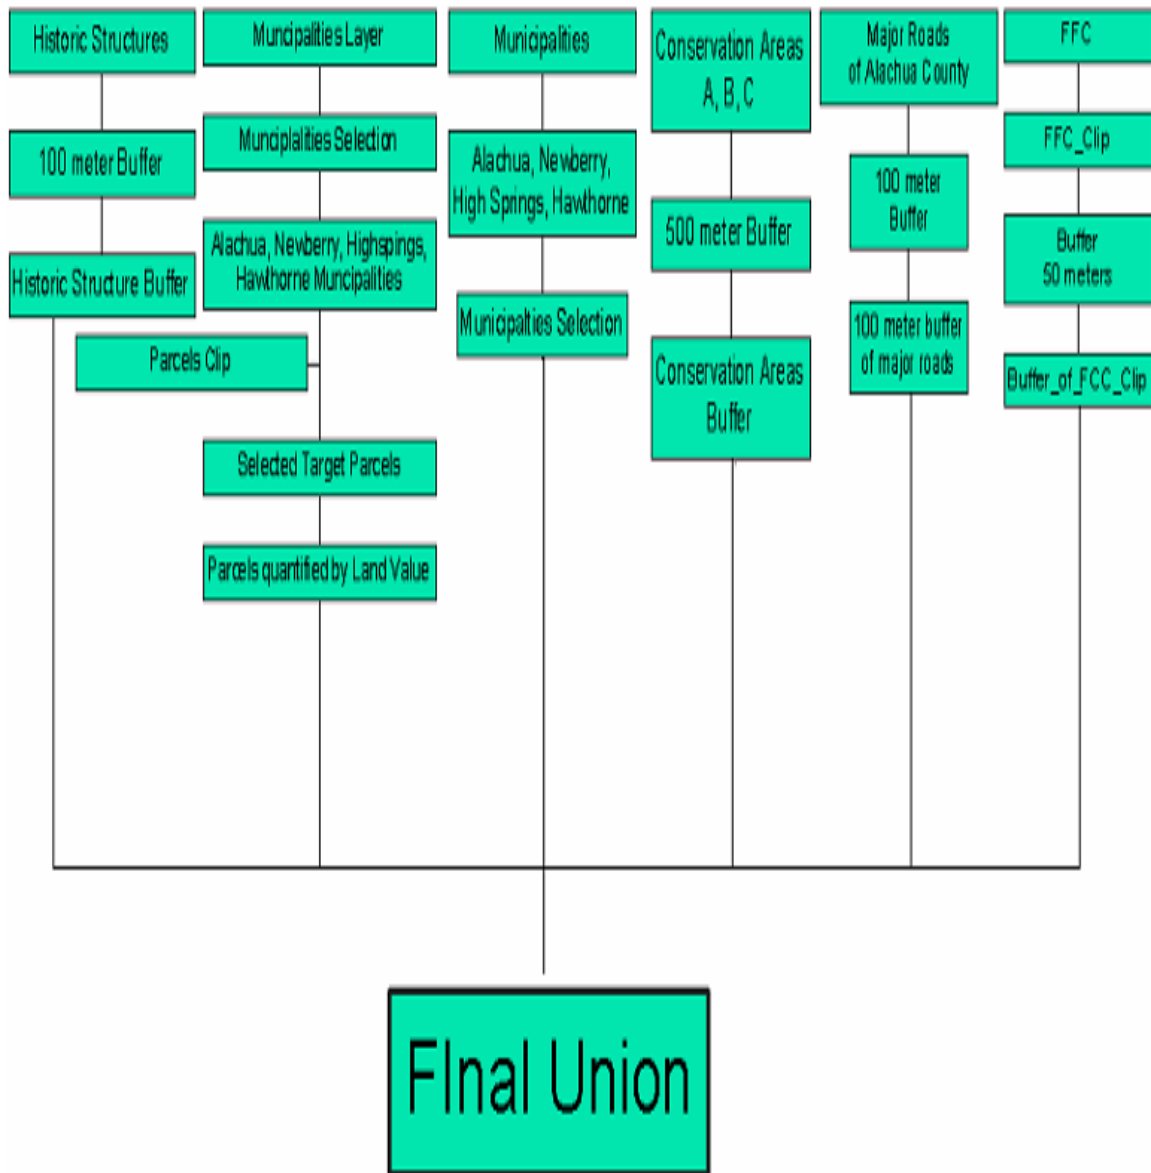 Historic Structures
100 meter Buffer
Historic Structure Buffer
Muncipalities Layer
Munciplalities Selection
Alachua, Newberry, Highspings,
Hawthorne Muncipalities
Parcels Clip
Selected Target Parcels
Parcels quantified by Land Value
Municipalities
Alachua, Newberry,
High Springs, Hawthorne
Municipalties Selection
Conservation Areas
A, B, C
500 meter Buffer
Conservation Areas
Buffer
Major Roads
of Alachua County
100 meter
Buffer
100 meter buffer
of major roads
FFC
FFC_Clip
Buffer
50 meters
Buffer_of_FCC_Clip
FInal Union